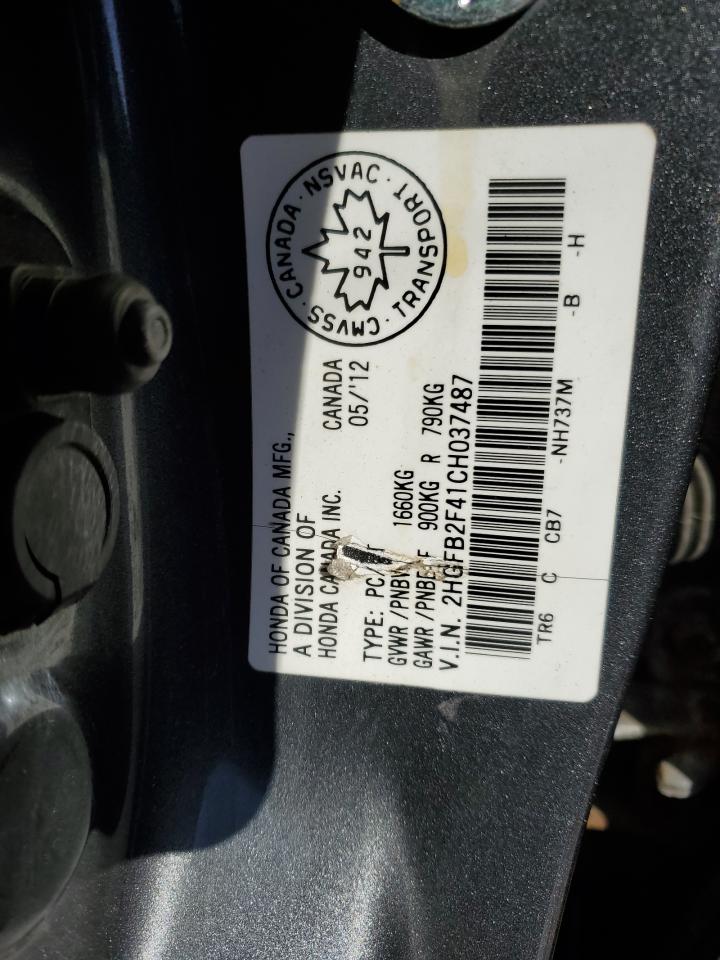 HONDA OF CANADA MFG.,
A DIVISION OF
HONDA CANADA INC. CANADA
05/'12
TYPE:
GVWR /PNBV 1660KG
GAWR /PNBE F 900KG R 790KG
V.I.N. 2HGFB2F41CH037487
TR6 C CB7 -NH737M -B -H
CANADA · NSVAC · TRANSPORT · CMVSS ·
942